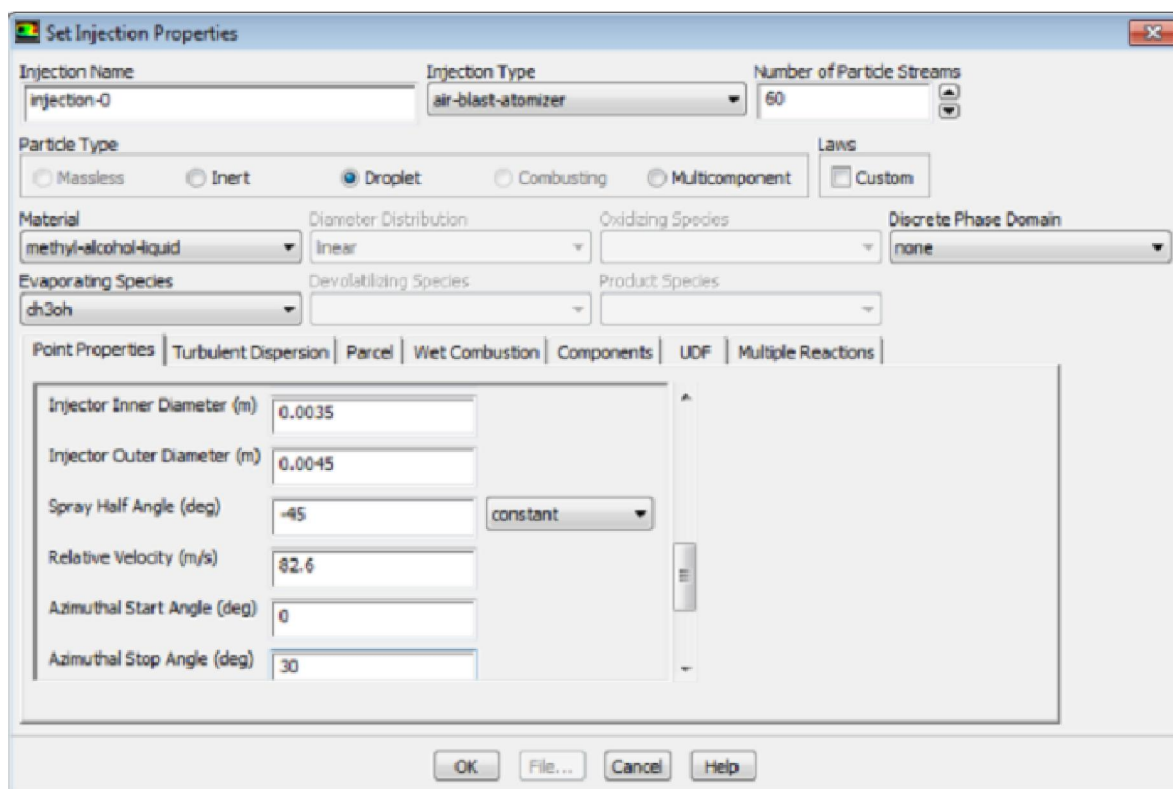 Set Injection Properties
Injection Name Injection Type Number of Particle Streams
injection-0 air-blast-atomizer 60
Particle Type Laws
Massless Inert Droplet Combusting Multicomponent Custom
Material Diameter Distribution Oxidizing Species Discrete Phase Domain
methyl-alcohol-liquid linear none
Evaporating Species Devolatilizing Species Product Species
ch3oh
Point Properties Turbulent Dispersion Parcel Wet Combustion Components UDF Multiple Reactions
Injector Inner Diameter (m) 0.0035
Injector Outer Diameter (m) 0.0045
Spray Half Angle (deg) -45 constant
Relative Velocity (m/s) 82.6
Azimuthal Start Angle (deg) 0
Azimuthal Stop Angle (deg) 30
OK File... Cancel Help